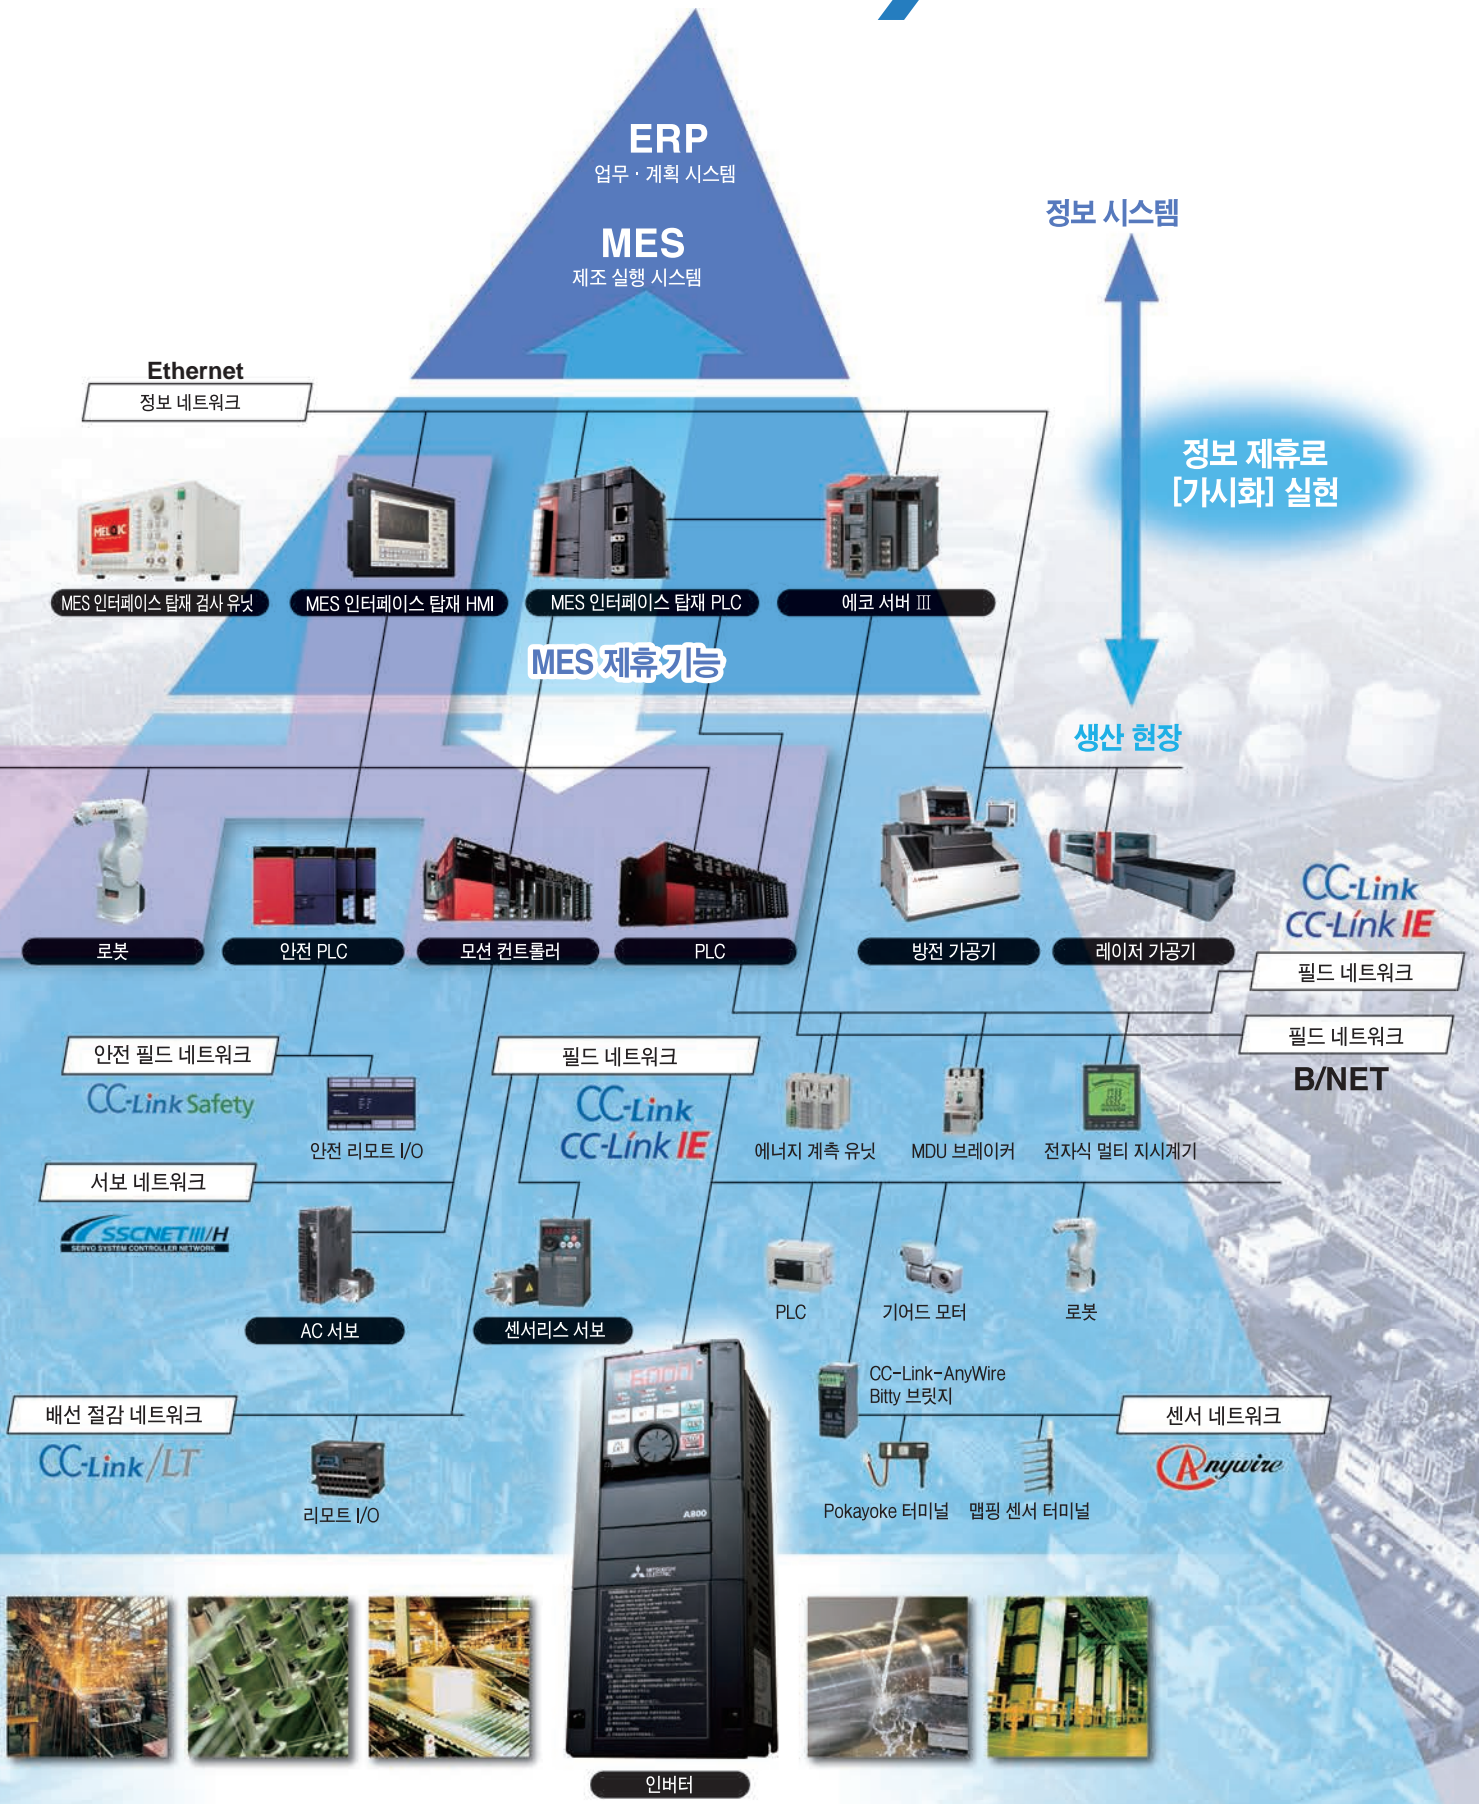 ERP
업무 · 계획 시스템
MES
제조 실행 시스템
정보 시스템
Ethernet
정보 네트워크
정보 제휴로
[가시화] 실현
MES 인터페이스 탑재 검사 유닛
MES 인터페이스 탑재 HMI
MES 인터페이스 탑재 PLC
에코 서버 III
MES 제휴 기능
생산 현장
로봇
안전 PLC
모션 컨트롤러
PLC
방전 가공기
레이저 가공기
CC-Link
CC-Link IE
필드 네트워크
필드 네트워크
B/NET
안전 필드 네트워크
CC-Link Safety
안전 리모트 I/O
필드 네트워크
CC-Link
CC-Link IE
에너지 계측 유닛
MDU 브레이커
전자식 멀티 지시계기
서보 네트워크
SSCNETIII/H
SERVO SYSTEM CONTROLLER NETWORK
AC 서보
센서리스 서보
PLC
기어드 모터
로봇
CC-Link-AnyWire
Bitty 브릿지
배선 절감 네트워크
CC-Link/LT
리모트 I/O
센서 네트워크
Anywire
Pokayoke 터미널
맵핑 센서 터미널
A800
MITSUBISHI
ELECTRIC
인버터